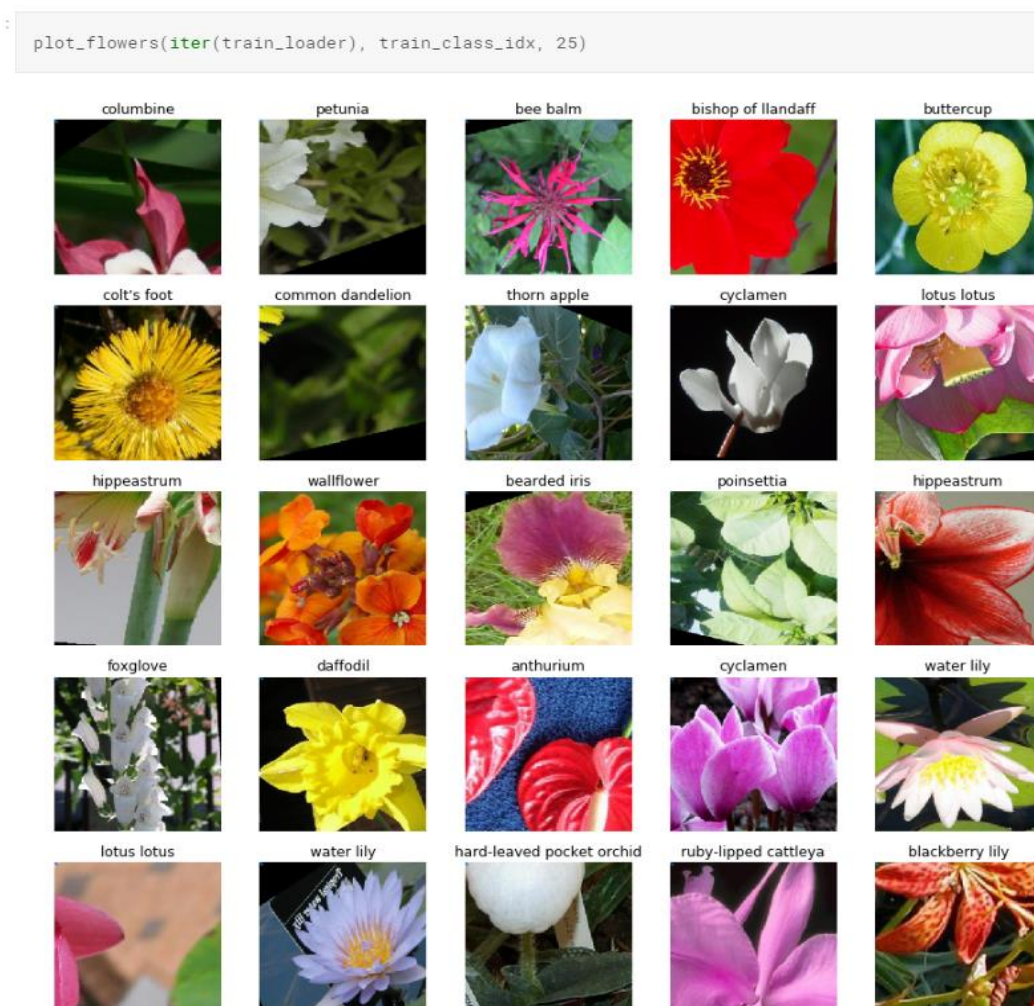 :
plot_flowers(iter(train_loader), train_class_idx, 25)
columbine petunia bee balm bishop of llandaff buttercup
colt's foot common dandelion thorn apple cyclamen lotus lotus
hippeastrum wallflower bearded iris poinsettia hippeastrum
foxglove daffodil anthurium cyclamen water lily
lotus lotus water lily hard-leaved pocket orchid ruby-lipped cattleya blackberry lily